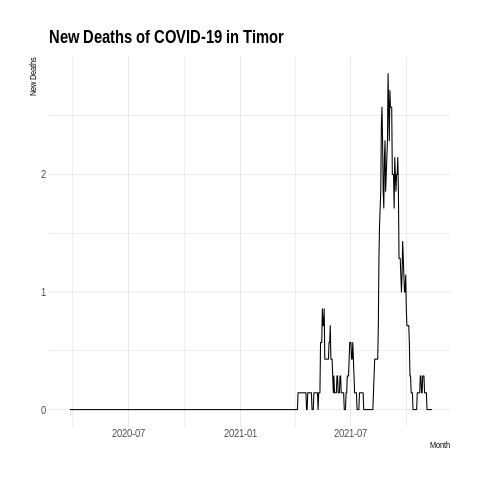 New Deaths of COVID-19 in Timor
New Deaths
2
1
0
2020-07 2021-01 2021-07
Month